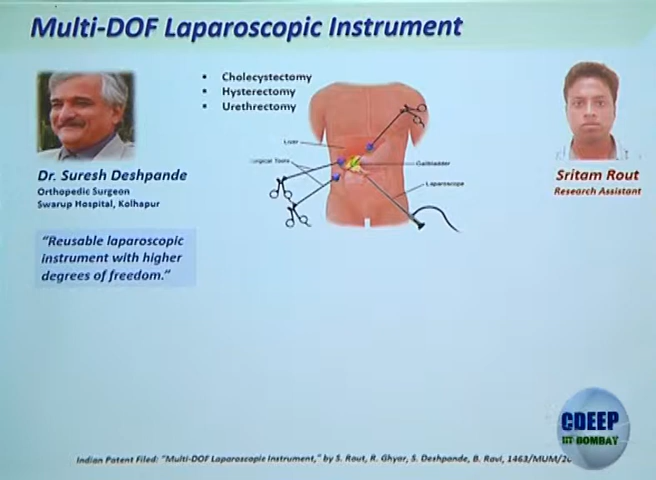 Multi-DOF Laparoscopic Instrument
Cholecystectomy
Hysterectomy
Urethrectomy
Liver
Surgical Tools
Gallbladder
Laparoscope
Dr. Suresh Deshpande
Orthopedic Surgeon
Swarup Hospital, Kolhapur
Sritam Rout
Research Assistant
"Reusable laparoscopic
instrument with higher
degrees of freedom."
CDEEP
IIT BOMBAY
Indian Patent Filed: "Multi-DOF Laparoscopic Instrument," by S. Rout, R. Ghyar, S. Deshpande, B. Ravi, 1463/MUM/20